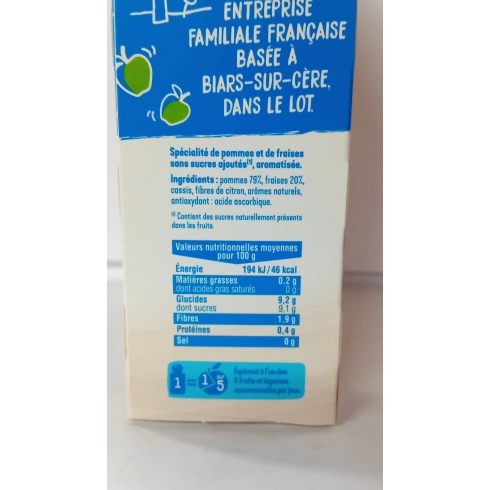 ENTREPRISE
FAMILIALE FRANÇAISE
BASÉE À
BIARS-SUR-CÈRE,
DANS LE LOT.
Spécialité de pommes et de fraises
sans sucres ajoutés(1), aromatisée.
Ingrédients : pommes 79%, fraises 20%,
cassis, fibres de citron, arômes naturels,
antioxydant : acide ascorbique.
(1) Contient des sucres naturellement présents
dans les fruits.
Valeurs nutritionnelles moyennes
pour 100 g
Énergie 194 kJ/46 kcal
Matières grasses 0,2 g
dont acides gras saturés 0 g
Glucides 9,2 g
dont sucres 9,1 g
Fibres 1,9 g
Protéines 0,4 g
Sel 0 g
1 = 1 sur 5
Équivaut à l'un des
5 fruits et légumes
recommandés par jour.